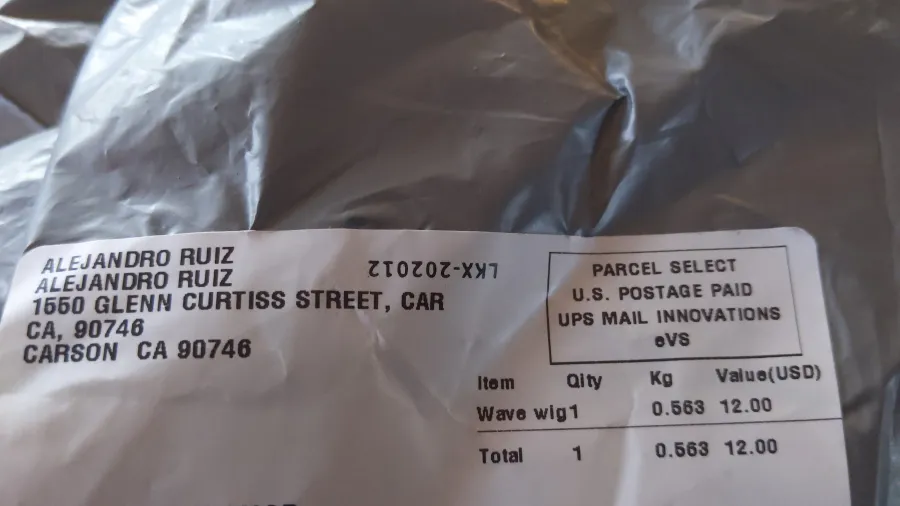 ALEJANDRO RUIZ
ALEJANDRO RUIZ
1550 GLENN CURTISS STREET, CAR
CA, 90746
CARSON CA 90746
LKX-202012
PARCEL SELECT
U.S. POSTAGE PAID
UPS MAIL INNOVATIONS
eVS
Item Qlty Kg Value(USD)
Wave wig1 0.563 12.00
Total 1 0.563 12.00